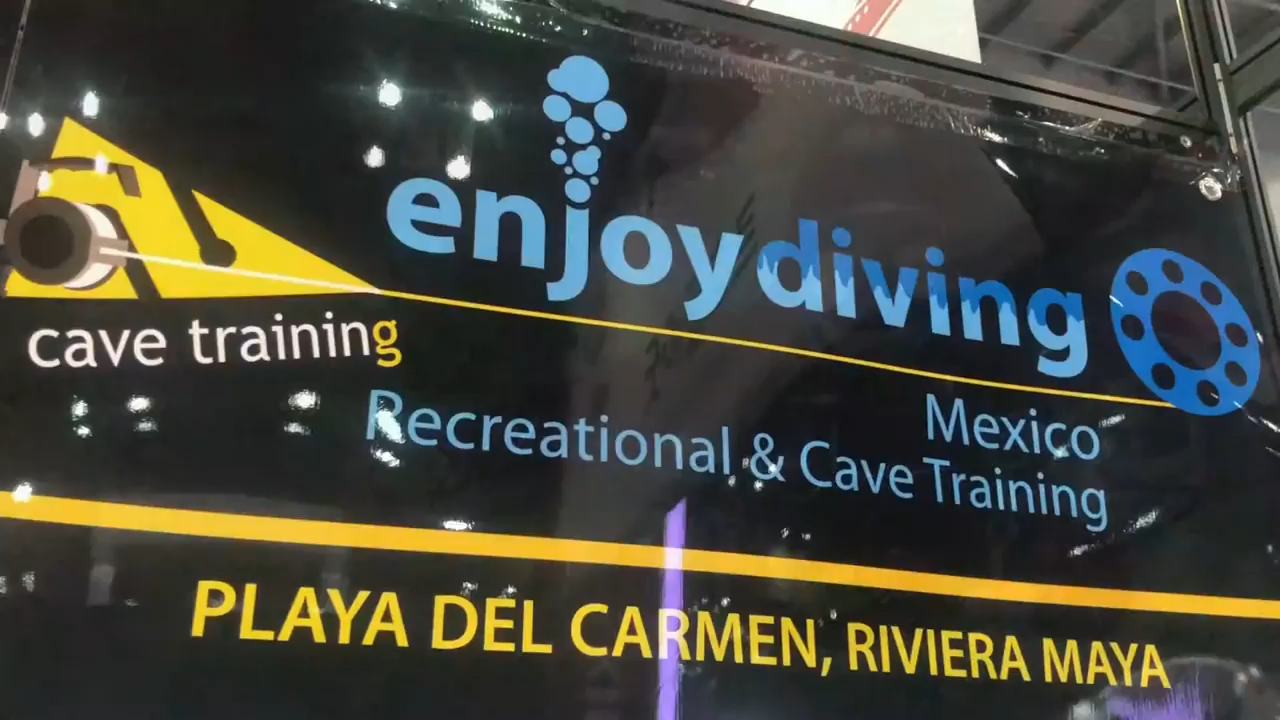 enjoydiving
cave training
Mexico
Recreational & Cave Training
PLAYA DEL CARMEN, RIVIERA MAYA